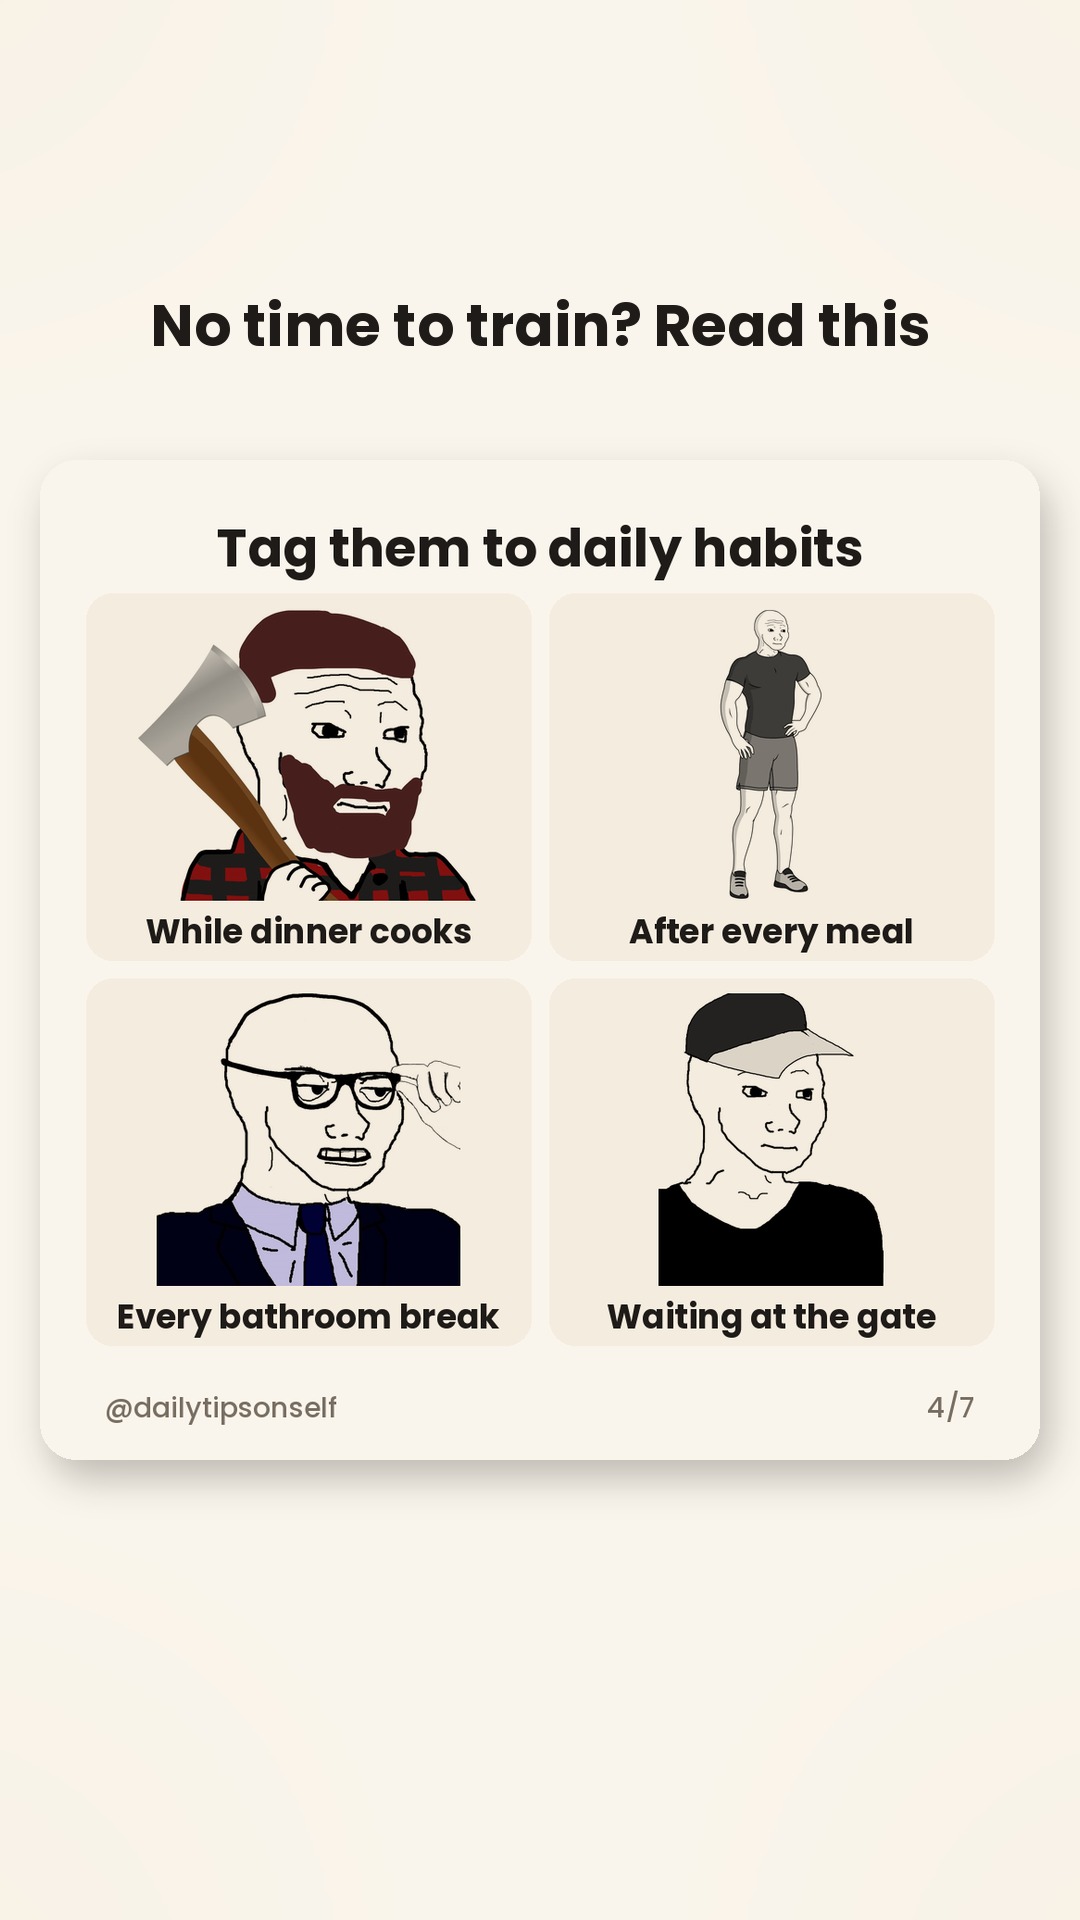 No time to train? Read this
Tag them to daily habits
While dinner cooks
After every meal
Every bathroom break
Waiting at the gate
@dailytipsonself
4/7